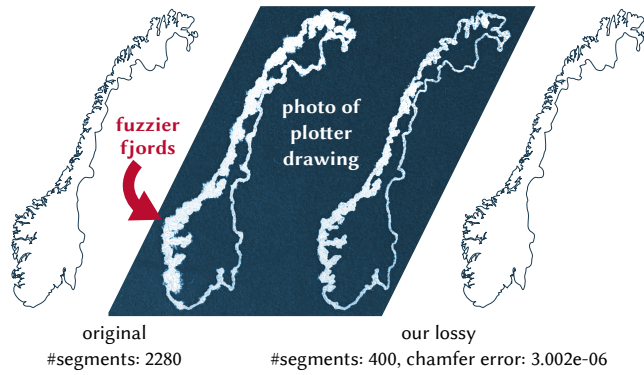 fuzzier
fjords
photo of
plotter
drawing
original
#segments: 2280
our lossy
#segments: 400, chamfer error: 3.002e-06